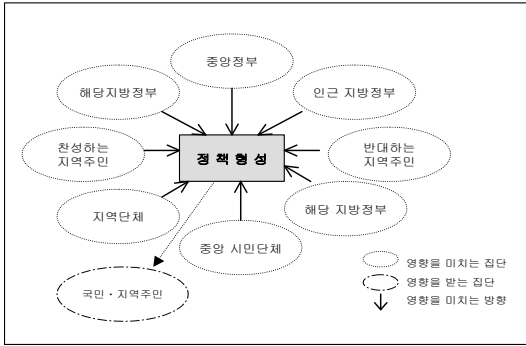 중앙정부
해당지방정부
인근 지방정부
찬성하는
지역주민
정 책 형 성
반대하는
지역주민
지역단체
해당 지방정부
중앙 시민단체
국민·지역주민
영향을 미치는 집단
영향을 받는 집단
영향을 미치는 방향